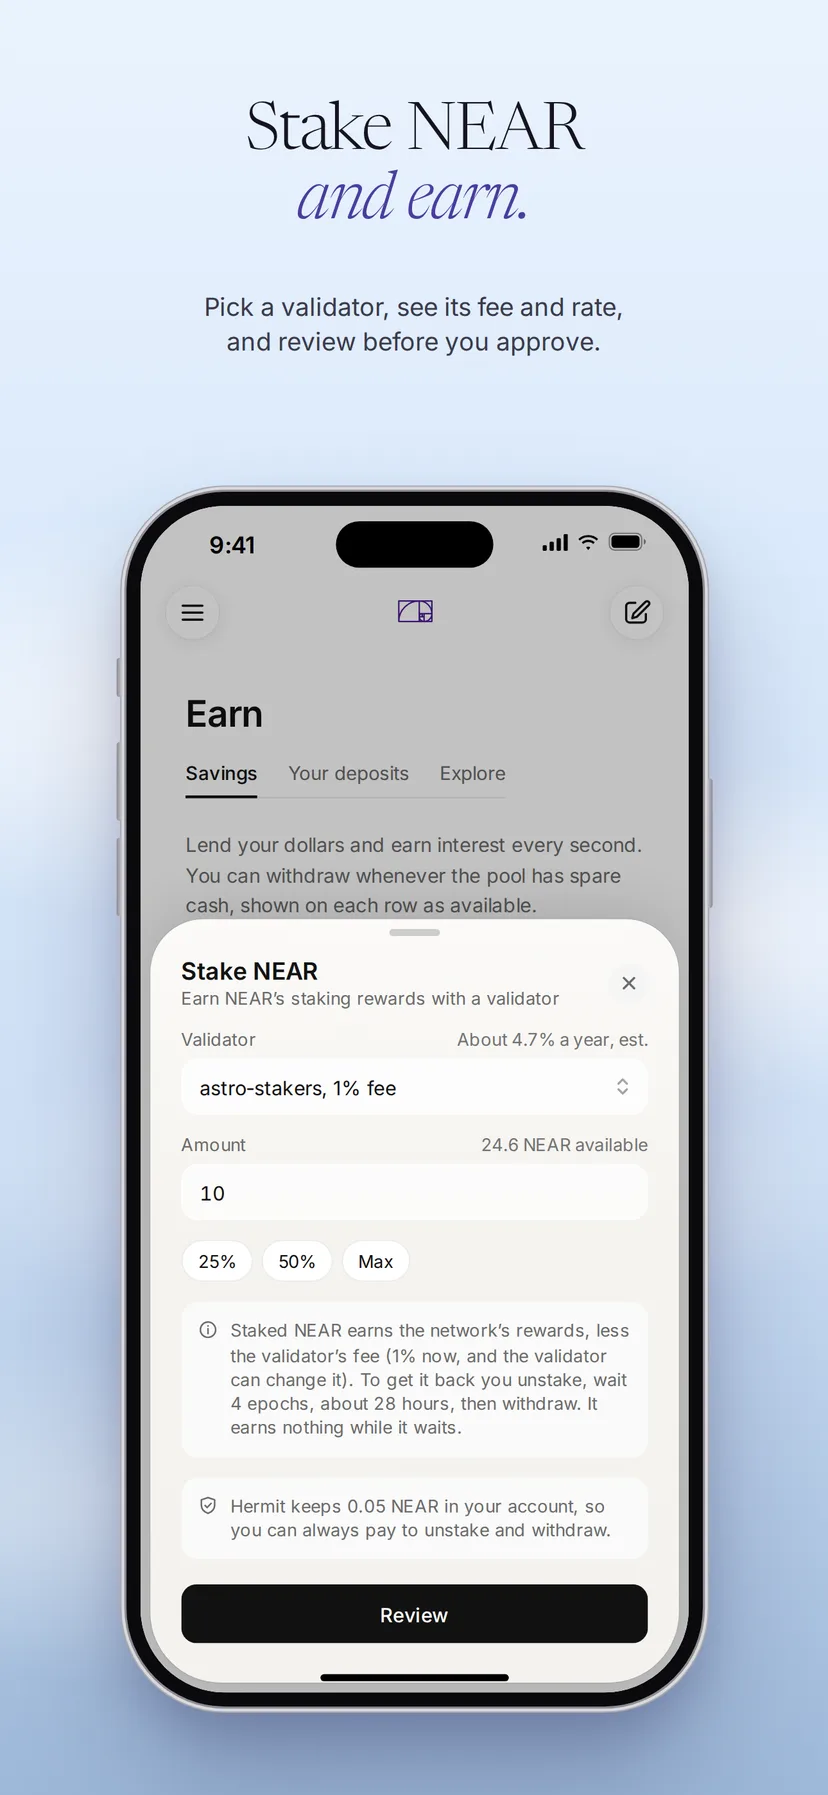 Stake NEAR
and earn.
Pick a validator, see its fee and rate,
and review before you approve.
9:41
Earn
Savings Your deposits Explore
Lend your dollars and earn interest every second.
You can withdraw whenever the pool has spare
cash, shown on each row as available.
Stake NEAR
Earn NEAR’s staking rewards with a validator
Validator About 4.7% a year, est.
astro-stakers, 1% fee
Amount 24.6 NEAR available
10
25% 50% Max
Staked NEAR earns the network’s rewards, less
the validator’s fee (1% now, and the validator
can change it). To get it back you unstake, wait
4 epochs, about 28 hours, then withdraw. It
earns nothing while it waits.
Hermit keeps 0.05 NEAR in your account, so
you can always pay to unstake and withdraw.
Review